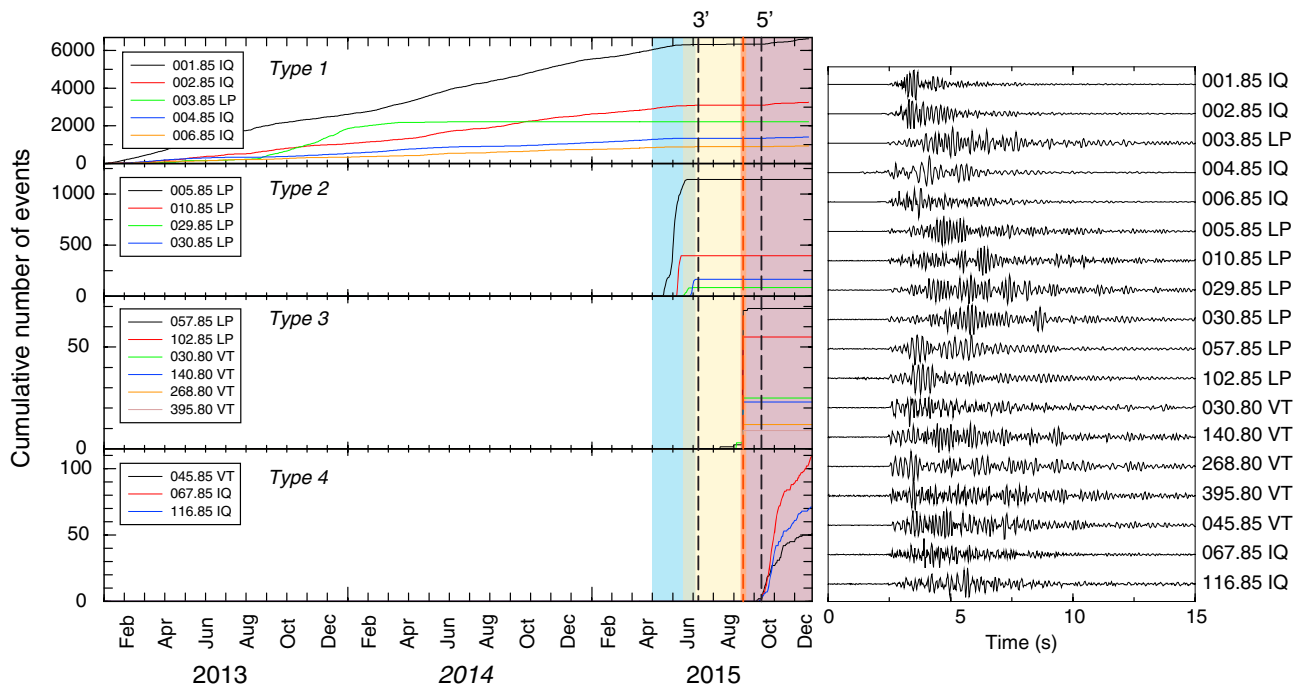 3’ 5’
Cumulative number of events
6000
4000
2000
0
Type 1
001.85 IQ
002.85 IQ
003.85 LP
004.85 IQ
006.85 IQ
1000
500
0
Type 2
005.85 LP
010.85 LP
029.85 LP
030.85 LP
50
0
Type 3
057.85 LP
102.85 LP
030.80 VT
140.80 VT
268.80 VT
395.80 VT
100
50
0
Type 4
045.85 VT
067.85 IQ
116.85 IQ
Feb Apr Jun Aug Oct Dec Feb Apr Jun Aug Oct Dec Feb Apr Jun Aug Oct Dec
2013 2014 2015
001.85 IQ
002.85 IQ
003.85 LP
004.85 IQ
006.85 IQ
005.85 LP
010.85 LP
029.85 LP
030.85 LP
057.85 LP
102.85 LP
030.80 VT
140.80 VT
268.80 VT
395.80 VT
045.85 VT
067.85 IQ
116.85 IQ
0 5 10 15
Time (s)